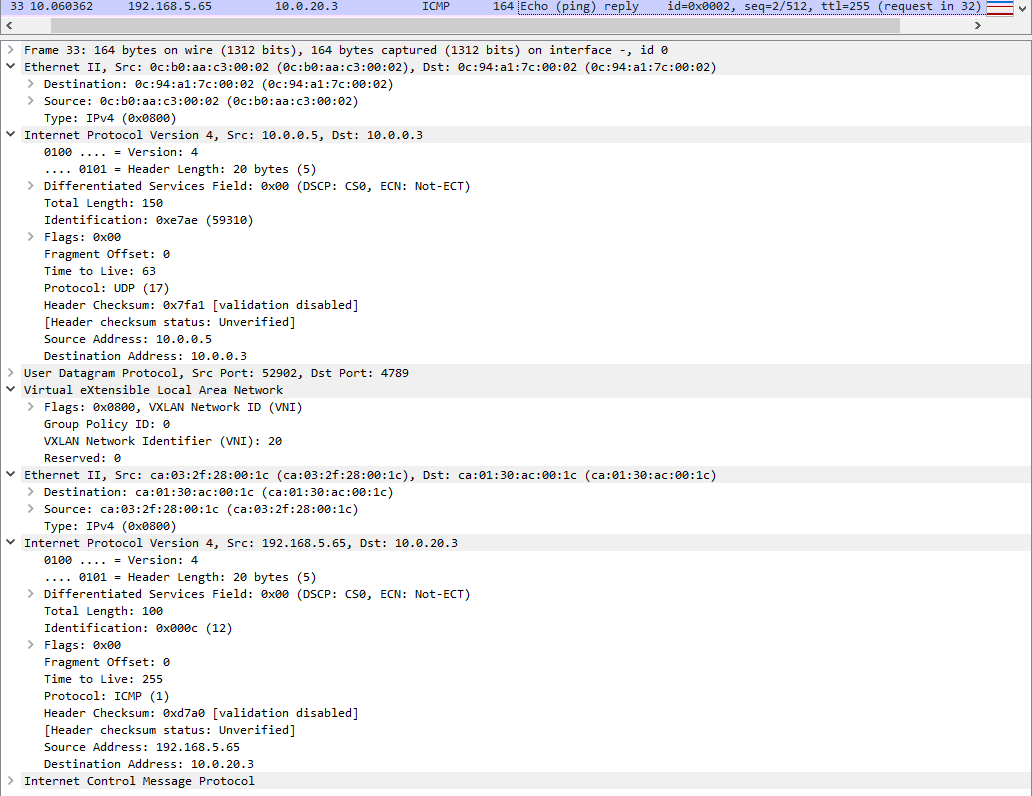 33 10.060362 192.168.5.65 10.0.20.3 ICMP 164 Echo (ping) reply id=0x0002, seq=2/512, ttl=255 (request in 32)
Frame 33: 164 bytes on wire (1312 bits), 164 bytes captured (1312 bits) on interface -, id 0
Ethernet II, Src: 0c:b0:aa:c3:00:02 (0c:b0:aa:c3:00:02), Dst: 0c:94:a1:7c:00:02 (0c:94:a1:7c:00:02)
Destination: 0c:94:a1:7c:00:02 (0c:94:a1:7c:00:02)
Source: 0c:b0:aa:c3:00:02 (0c:b0:aa:c3:00:02)
Type: IPv4 (0x0800)
Internet Protocol Version 4, Src: 10.0.0.5, Dst: 10.0.0.3
0100 .... = Version: 4
.... 0101 = Header Length: 20 bytes (5)
Differentiated Services Field: 0x00 (DSCP: CS0, ECN: Not-ECT)
Total Length: 150
Identification: 0xe7ae (59310)
Flags: 0x00
Fragment Offset: 0
Time to Live: 63
Protocol: UDP (17)
Header Checksum: 0x7fa1 [validation disabled]
[Header checksum status: Unverified]
Source Address: 10.0.0.5
Destination Address: 10.0.0.3
User Datagram Protocol, Src Port: 52902, Dst Port: 4789
Virtual eXtensible Local Area Network
Flags: 0x0800, VXLAN Network ID (VNI)
Group Policy ID: 0
VXLAN Network Identifier (VNI): 20
Reserved: 0
Ethernet II, Src: ca:03:2f:28:00:1c (ca:03:2f:28:00:1c), Dst: ca:01:30:ac:00:1c (ca:01:30:ac:00:1c)
Destination: ca:01:30:ac:00:1c (ca:01:30:ac:00:1c)
Source: ca:03:2f:28:00:1c (ca:03:2f:28:00:1c)
Type: IPv4 (0x0800)
Internet Protocol Version 4, Src: 192.168.5.65, Dst: 10.0.20.3
0100 .... = Version: 4
.... 0101 = Header Length: 20 bytes (5)
Differentiated Services Field: 0x00 (DSCP: CS0, ECN: Not-ECT)
Total Length: 100
Identification: 0x000c (12)
Flags: 0x00
Fragment Offset: 0
Time to Live: 255
Protocol: ICMP (1)
Header Checksum: 0xd7a0 [validation disabled]
[Header checksum status: Unverified]
Source Address: 192.168.5.65
Destination Address: 10.0.20.3
Internet Control Message Protocol